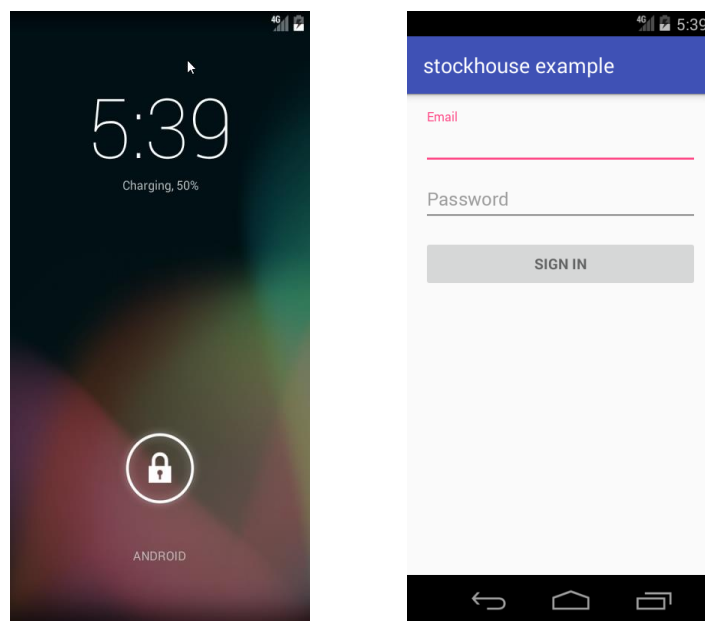 4G
5:39
Charging, 50%
ANDROID
4G 5:39
stockhouse example
Email
Password
SIGN IN